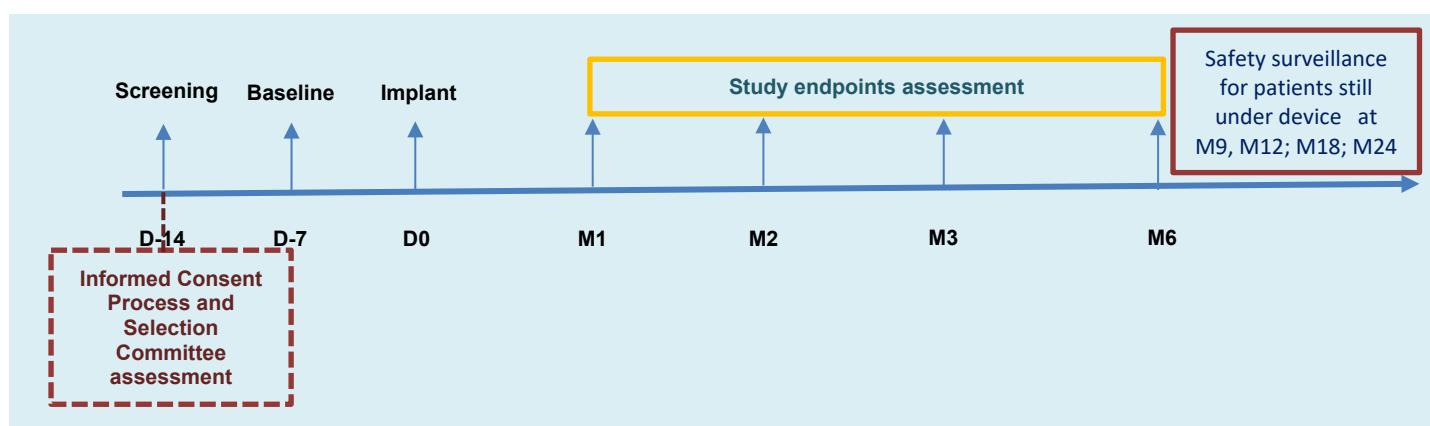 Screening
Baseline
Implant
Study endpoints assessment
Safety surveillance
for patients still
under device at
M9, M12; M18; M24
D-14
D-7
D0
M1
M2
M3
M6
Informed Consent
Process and
Selection
Committee
assessment